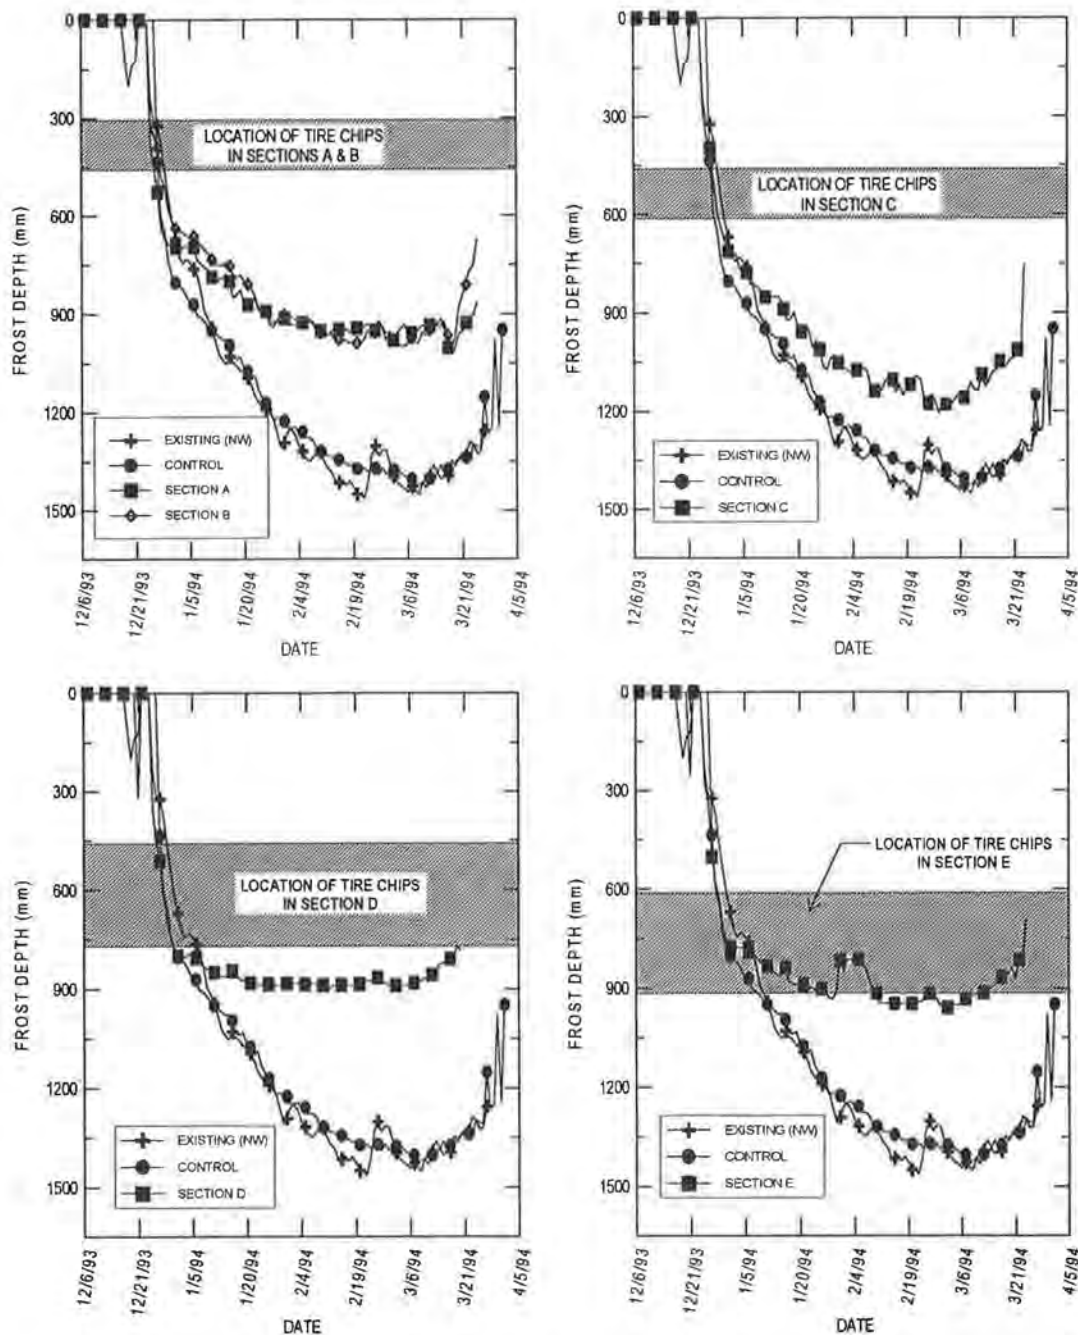 0
300
600
900
1200
1500
FROST DEPTH (mm)
LOCATION OF TIRE CHIPS
IN SECTIONS A & B
EXISTING (NW)
CONTROL
SECTION A
SECTION B
12/6/93
12/21/93
1/5/94
1/20/94
2/4/94
2/19/94
3/6/94
3/21/94
4/5/94
DATE
0
300
600
900
1200
1500
FROST DEPTH (mm)
LOCATION OF TIRE CHIPS
IN SECTION C
EXISTING (NW)
CONTROL
SECTION C
12/6/93
12/21/93
1/5/94
1/20/94
2/4/94
2/19/94
3/6/94
3/21/94
4/5/94
DATE
0
300
600
900
1200
1500
FROST DEPTH (mm)
LOCATION OF TIRE CHIPS
IN SECTION D
EXISTING (NW)
CONTROL
SECTION D
12/6/93
12/21/93
1/5/94
1/20/94
2/4/94
2/19/94
3/6/94
3/21/94
4/5/94
DATE
0
300
600
900
1200
1500
FROST DEPTH (mm)
LOCATION OF TIRE CHIPS
IN SECTION E
EXISTING (NW)
CONTROL
SECTION E
12/6/93
12/21/93
1/5/94
1/20/94
2/4/94
2/19/94
3/6/94
3/21/94
4/5/94
DATE